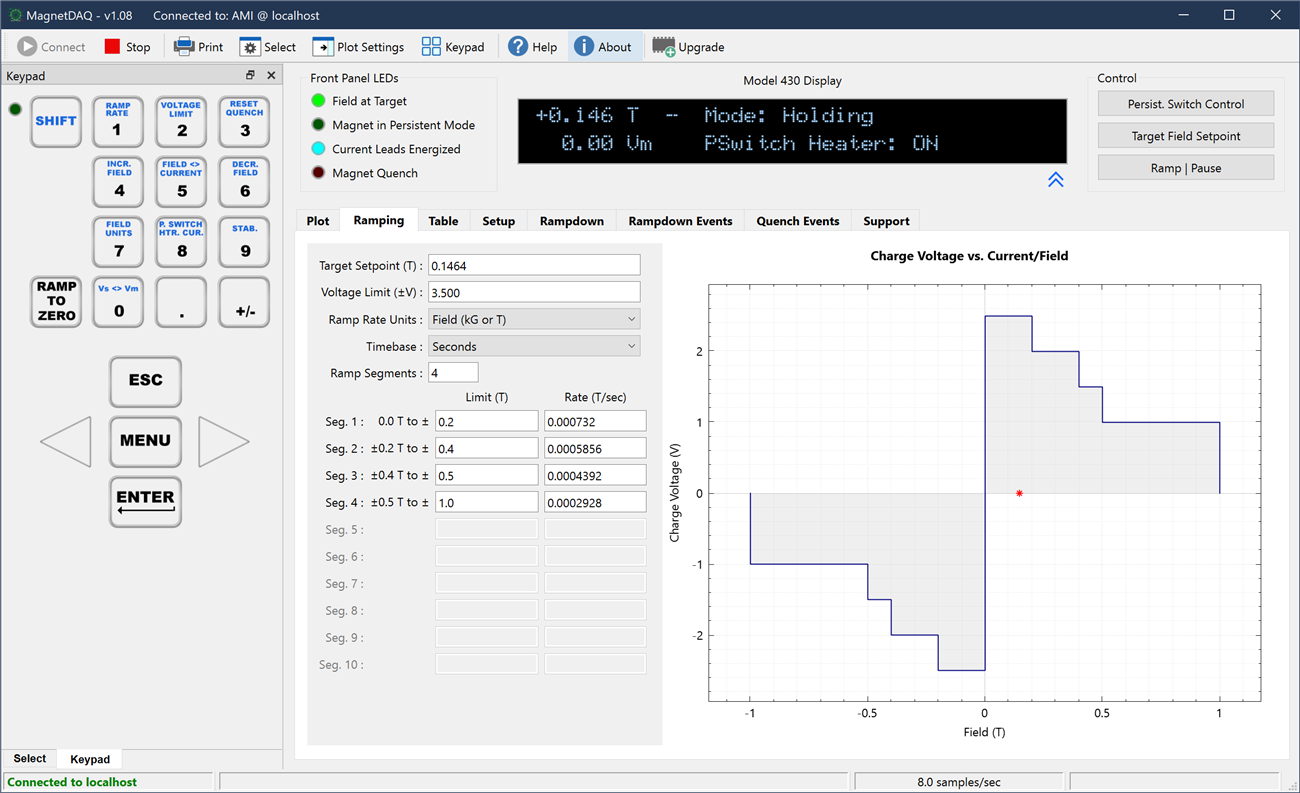 MagnetDAQ - v1.08 Connected to: AMI @ localhost
Connect Stop Print Select Plot Settings Keypad Help About Upgrade
Keypad
SHIFT
RAMP RATE
1
VOLTAGE LIMIT
2
RESET QUENCH
3
INCR. FIELD
4
FIELD <> CURRENT
5
DECR. FIELD
6
FIELD UNITS
7
P. SWITCH HTR. CUR.
8
STAB.
9
RAMP TO ZERO
Vs <> Vm
0
.
+/-
ESC
MENU
ENTER
Select Keypad
Front Panel LEDs
Field at Target
Magnet in Persistent Mode
Current Leads Energized
Magnet Quench
Model 430 Display
+0.146 T - Mode: Holding
0.00 Vm PSwitch Heater: ON
Control
Persist. Switch Control
Target Field Setpoint
Ramp | Pause
Plot Ramping Table Setup Rampdown Rampdown Events Quench Events Support
Target Setpoint (T) : 0.1464
Voltage Limit (±V) : 3.500
Ramp Rate Units : Field (kG or T)
Timebase : Seconds
Ramp Segments : 4
Limit (T) Rate (T/sec)
Seg. 1 : 0.0 T to ± 0.2 0.000732
Seg. 2 : ±0.2 T to ± 0.4 0.0005856
Seg. 3 : ±0.4 T to ± 0.5 0.0004392
Seg. 4 : ±0.5 T to ± 1.0 0.0002928
Seg. 5 :
Seg. 6 :
Seg. 7 :
Seg. 8 :
Seg. 9 :
Seg. 10 :
Charge Voltage vs. Current/Field
Charge Voltage (V)
2
1
0
-1
-2
-1 -0.5 0 0.5 1
Field (T)
Connected to localhost 8.0 samples/sec